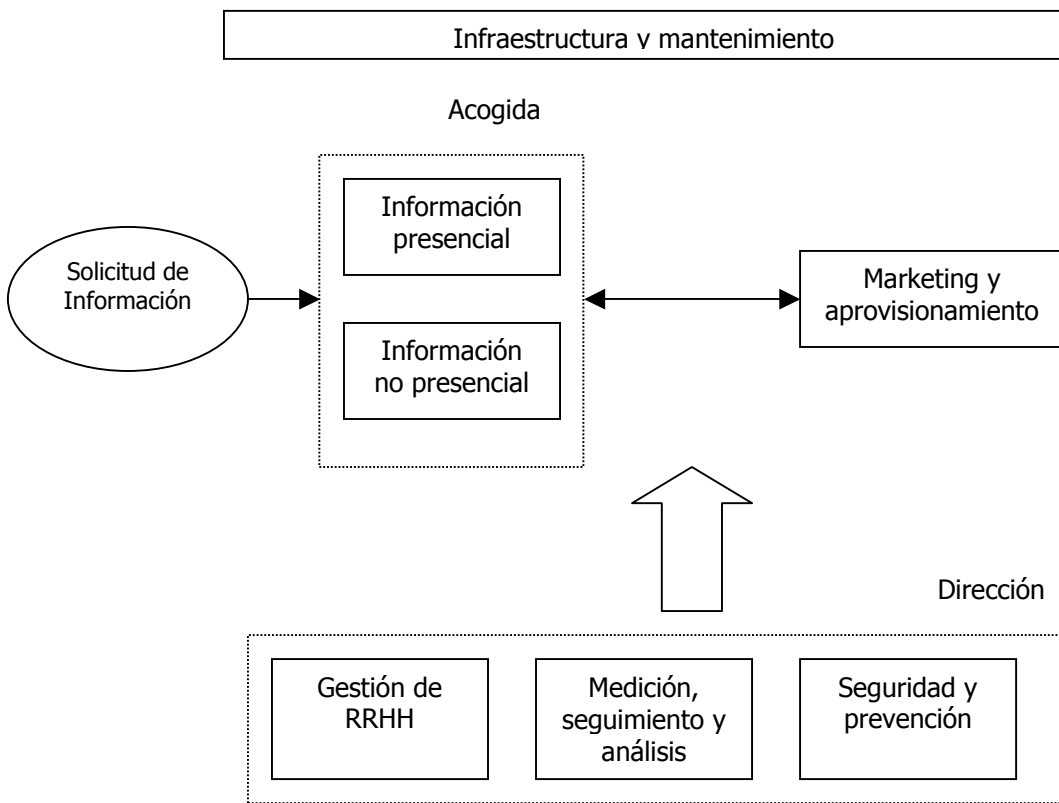 Infraestructura y mantenimiento
Acogida
Información
presencial
Solicitud de
Información
Marketing y
aprovisionamiento
Información
no presencial
Dirección
Gestión de
RRHH
Medición,
seguimiento y
análisis
Seguridad y
prevención